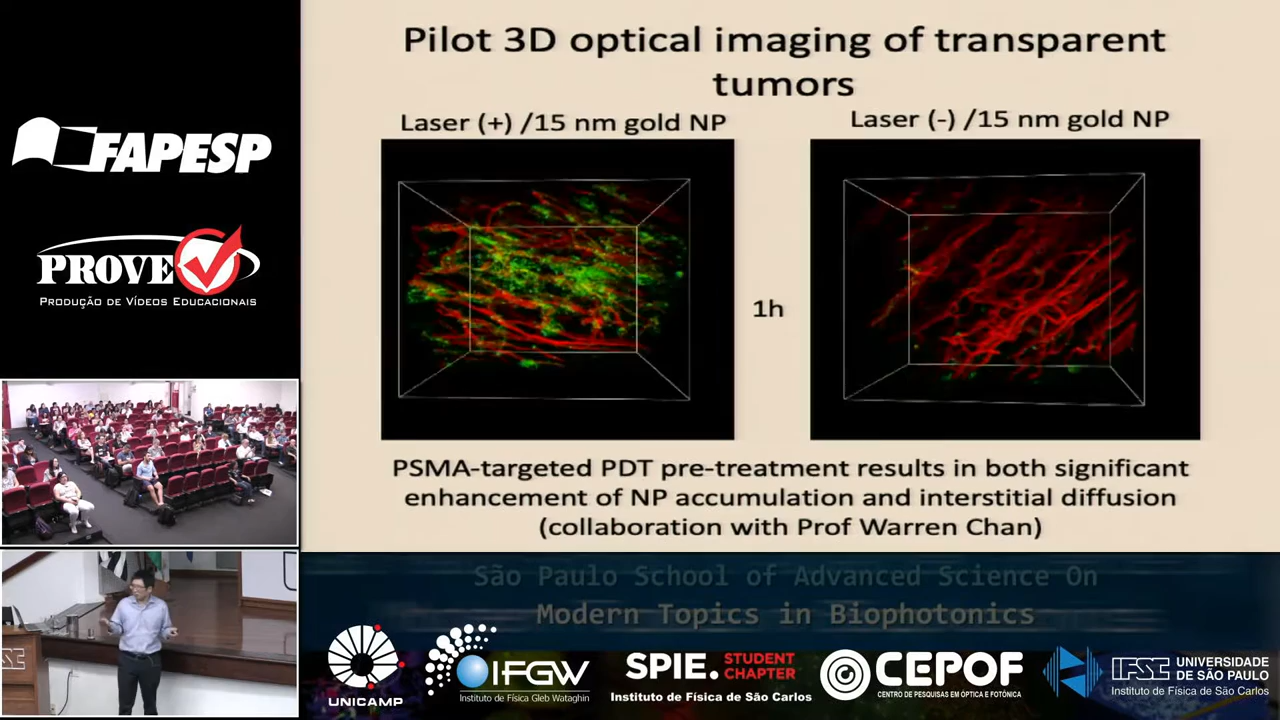 FAPESP
PROVE
PRODUÇÃO DE VÍDEOS EDUCACIONAIS
Pilot 3D optical imaging of transparent
tumors
Laser (+) /15 nm gold NP
Laser (-) /15 nm gold NP
1h
PSMA-targeted PDT pre-treatment results in both significant
enhancement of NP accumulation and interstitial diffusion
(collaboration with Prof Warren Chan)
São Paulo School of Advanced Science On
Modern Topics in Biophotonics
UNICAMP
IFGW
Instituto de Física Gleb Wataghin
SPIE. STUDENT
CHAPTER
Instituto de Física de São Carlos
CEPOF
CENTRO DE PESQUISAS EM ÓPTICA E FOTÔNICA
IFSC UNIVERSIDADE
DE SÃO PAULO
Instituto de Física de São Carlos